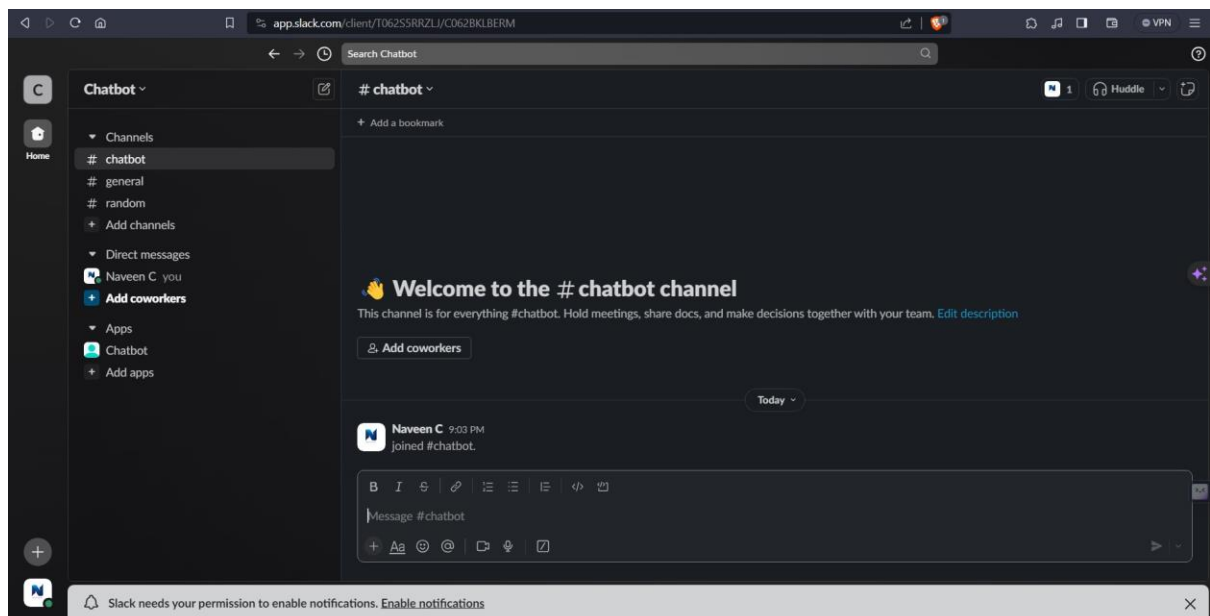 app.slack.com/client/T062S5RRZLJ/C062BKLBERM
VPN
Search Chatbot
C
Home
Chatbot
Channels
# chatbot
# general
# random
+ Add channels
Direct messages
Naveen C you
+ Add coworkers
Apps
Chatbot
+ Add apps
# chatbot
1
Huddle
+ Add a bookmark
Welcome to the # chatbot channel
This channel is for everything #chatbot. Hold meetings, share docs, and make decisions together with your team. Edit description
Add coworkers
Today
Naveen C 9:03 PM
joined #chatbot.
B I S
Message #chatbot
+ Aa @
Slack needs your permission to enable notifications. Enable notifications